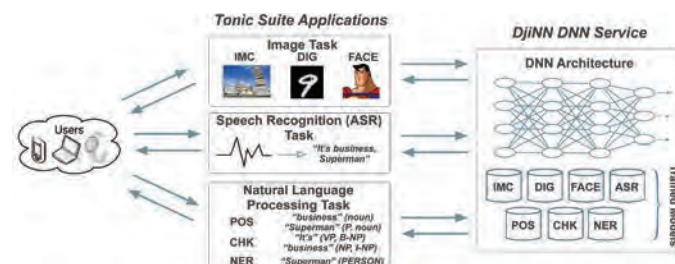 Tonic Suite Applications
DjiNN DNN Service
Image Task
IMC DIG FACE
9
Users
Speech Recognition (ASR)
Task
"It's business,
Superman"
Natural Language
Processing Task
POS "business" (noun)
"Superman" (P. noun)
CHK "It's" (VP, B-NP)
"business" (NP, I-NP)
NER "Superman" (PERSON)
DNN Architecture
IMC DIG FACE ASR
POS CHK NER
Trained Models